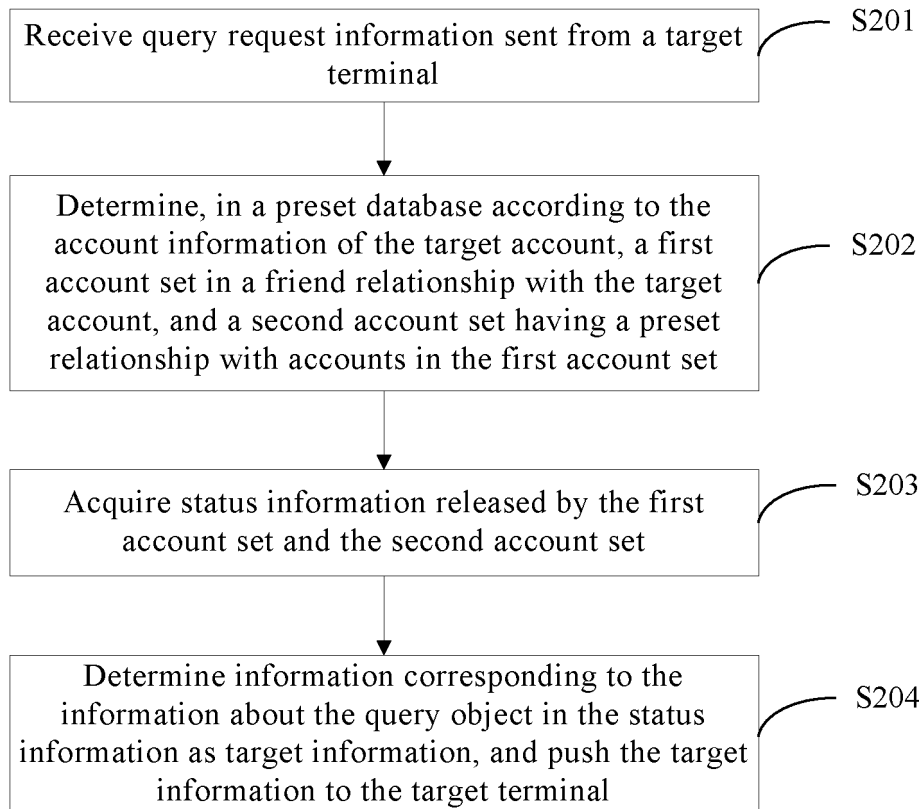 Receive query request information sent from a target
terminal
S201
Determine, in a preset database according to the
account information of the target account, a first
account set in a friend relationship with the target
account, and a second account set having a preset
relationship with accounts in the first account set
S202
Acquire status information released by the first
account set and the second account set
S203
Determine information corresponding to the
information about the query object in the status
information as target information, and push the target
information to the target terminal
S204